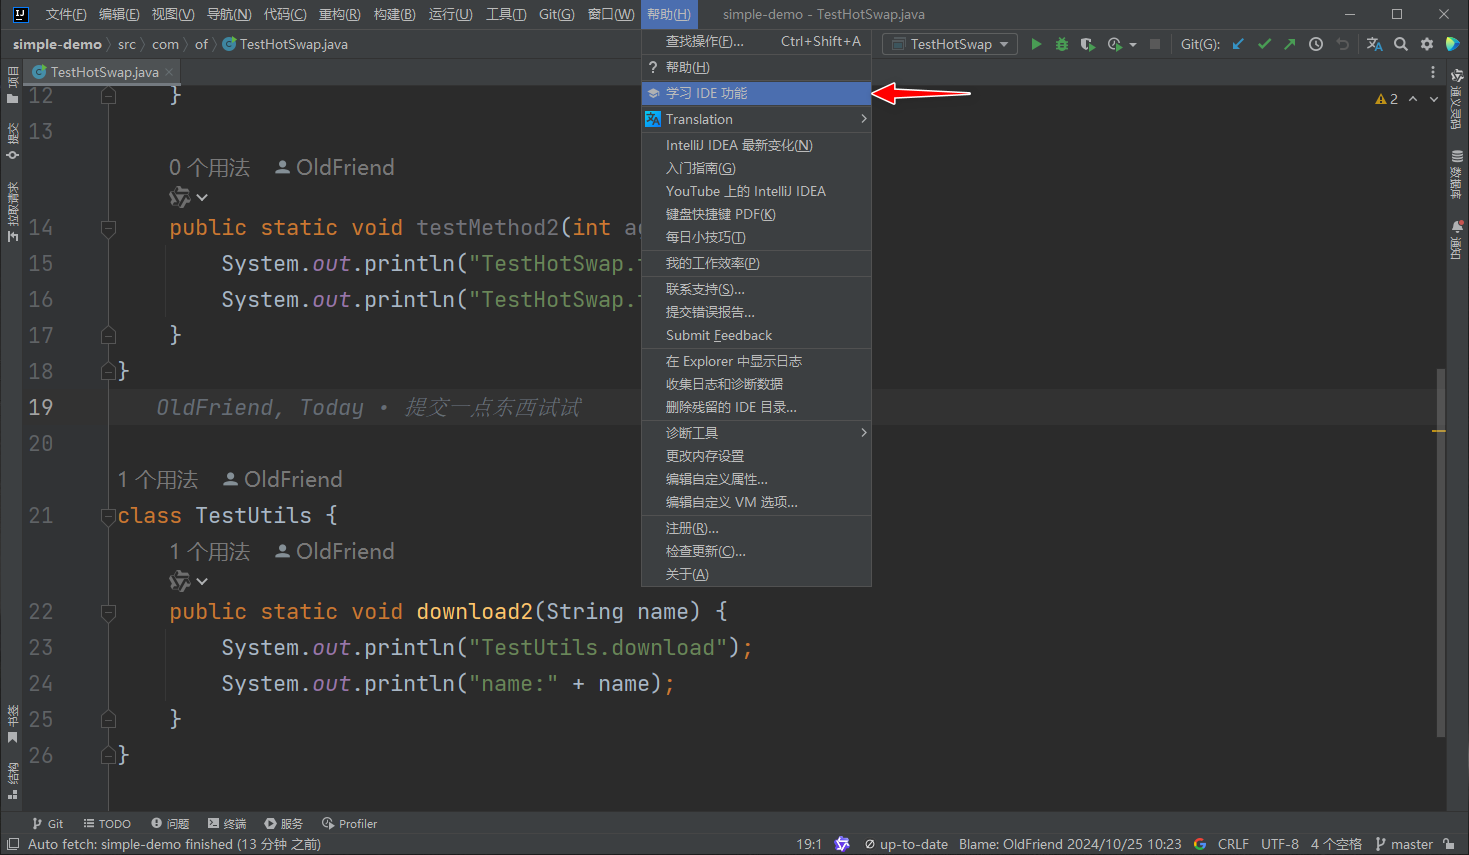 文件(F) 编辑(E) 视图(V) 导航(N) 代码(C) 重构(R) 构建(B) 运行(U) 工具(T) Git(G) 窗口(W) 帮助(H) simple-demo - TestHotSwap.java
simple-demo src com of TestHotSwap.java
TestHotSwap Git(G):
TestHotSwap.java
查找操作(F)... Ctrl+Shift+A
? 帮助(H)
学习 IDE 功能
Translation
IntelliJ IDEA 最新变化(N)
入门指南(G)
YouTube 上的 IntelliJ IDEA
键盘快捷键 PDF(K)
每日小技巧(T)
我的工作效率(P)
联系支持(S)...
提交错误报告...
Submit Feedback
在 Explorer 中显示日志
收集日志和诊断数据
删除残留的 IDE 目录...
诊断工具
更改内存设置
编辑自定义属性...
编辑自定义 VM 选项...
注册(R)...
检查更新(C)...
关于(A)
项目
提交
拉取请求
书签
结构
2
通义灵码
数据库
通知
12 }
13
0 个用法 OldFriend
14 public static void testMethod2(int
15 System.out.println("TestHotSwap.
16 System.out.println("TestHotSwap.
17 }
18 }
19 OldFriend, Today • 提交一点东西试试
20
1 个用法 OldFriend
21 class TestUtils {
1 个用法 OldFriend
22 public static void download2(String name) {
23 System.out.println("TestUtils.download");
24 System.out.println("name:" + name);
25 }
26 }
Git TODO 问题 终端 服务 Profiler
Auto fetch: simple-demo finished (13 分钟 之前) 19:1 up-to-date Blame: OldFriend 2024/10/25 10:23 CRLF UTF-8 4 个空格 master